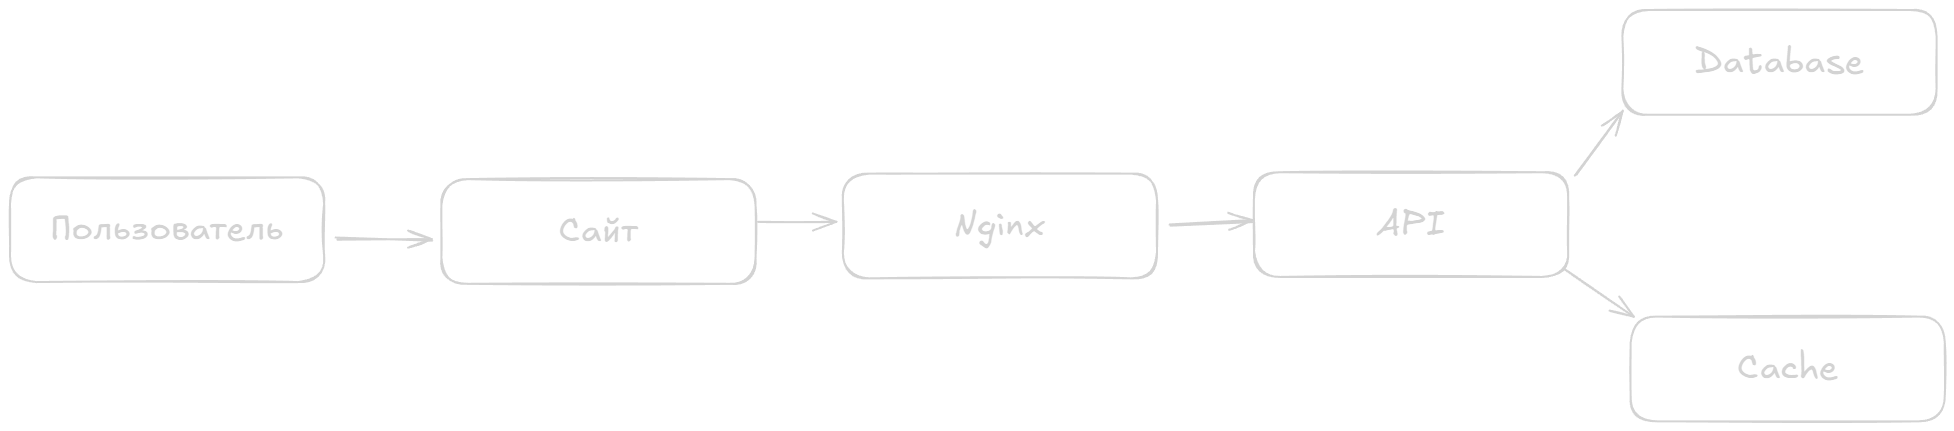 Пользователь
Сайт
Nginx
API
Database
Cache